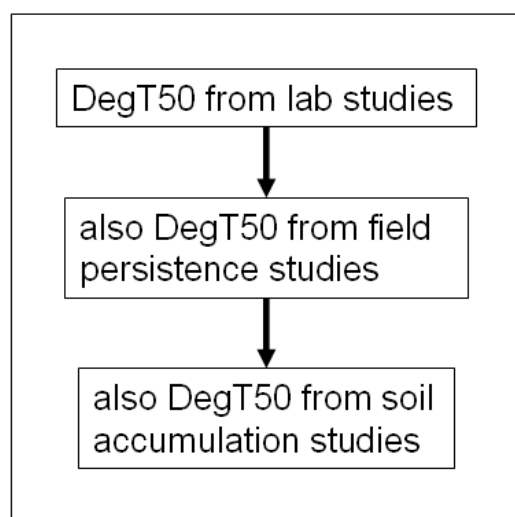 DegT50 from lab studies
also DegT50 from field
persistence studies
also DegT50 from soil
accumulation studies